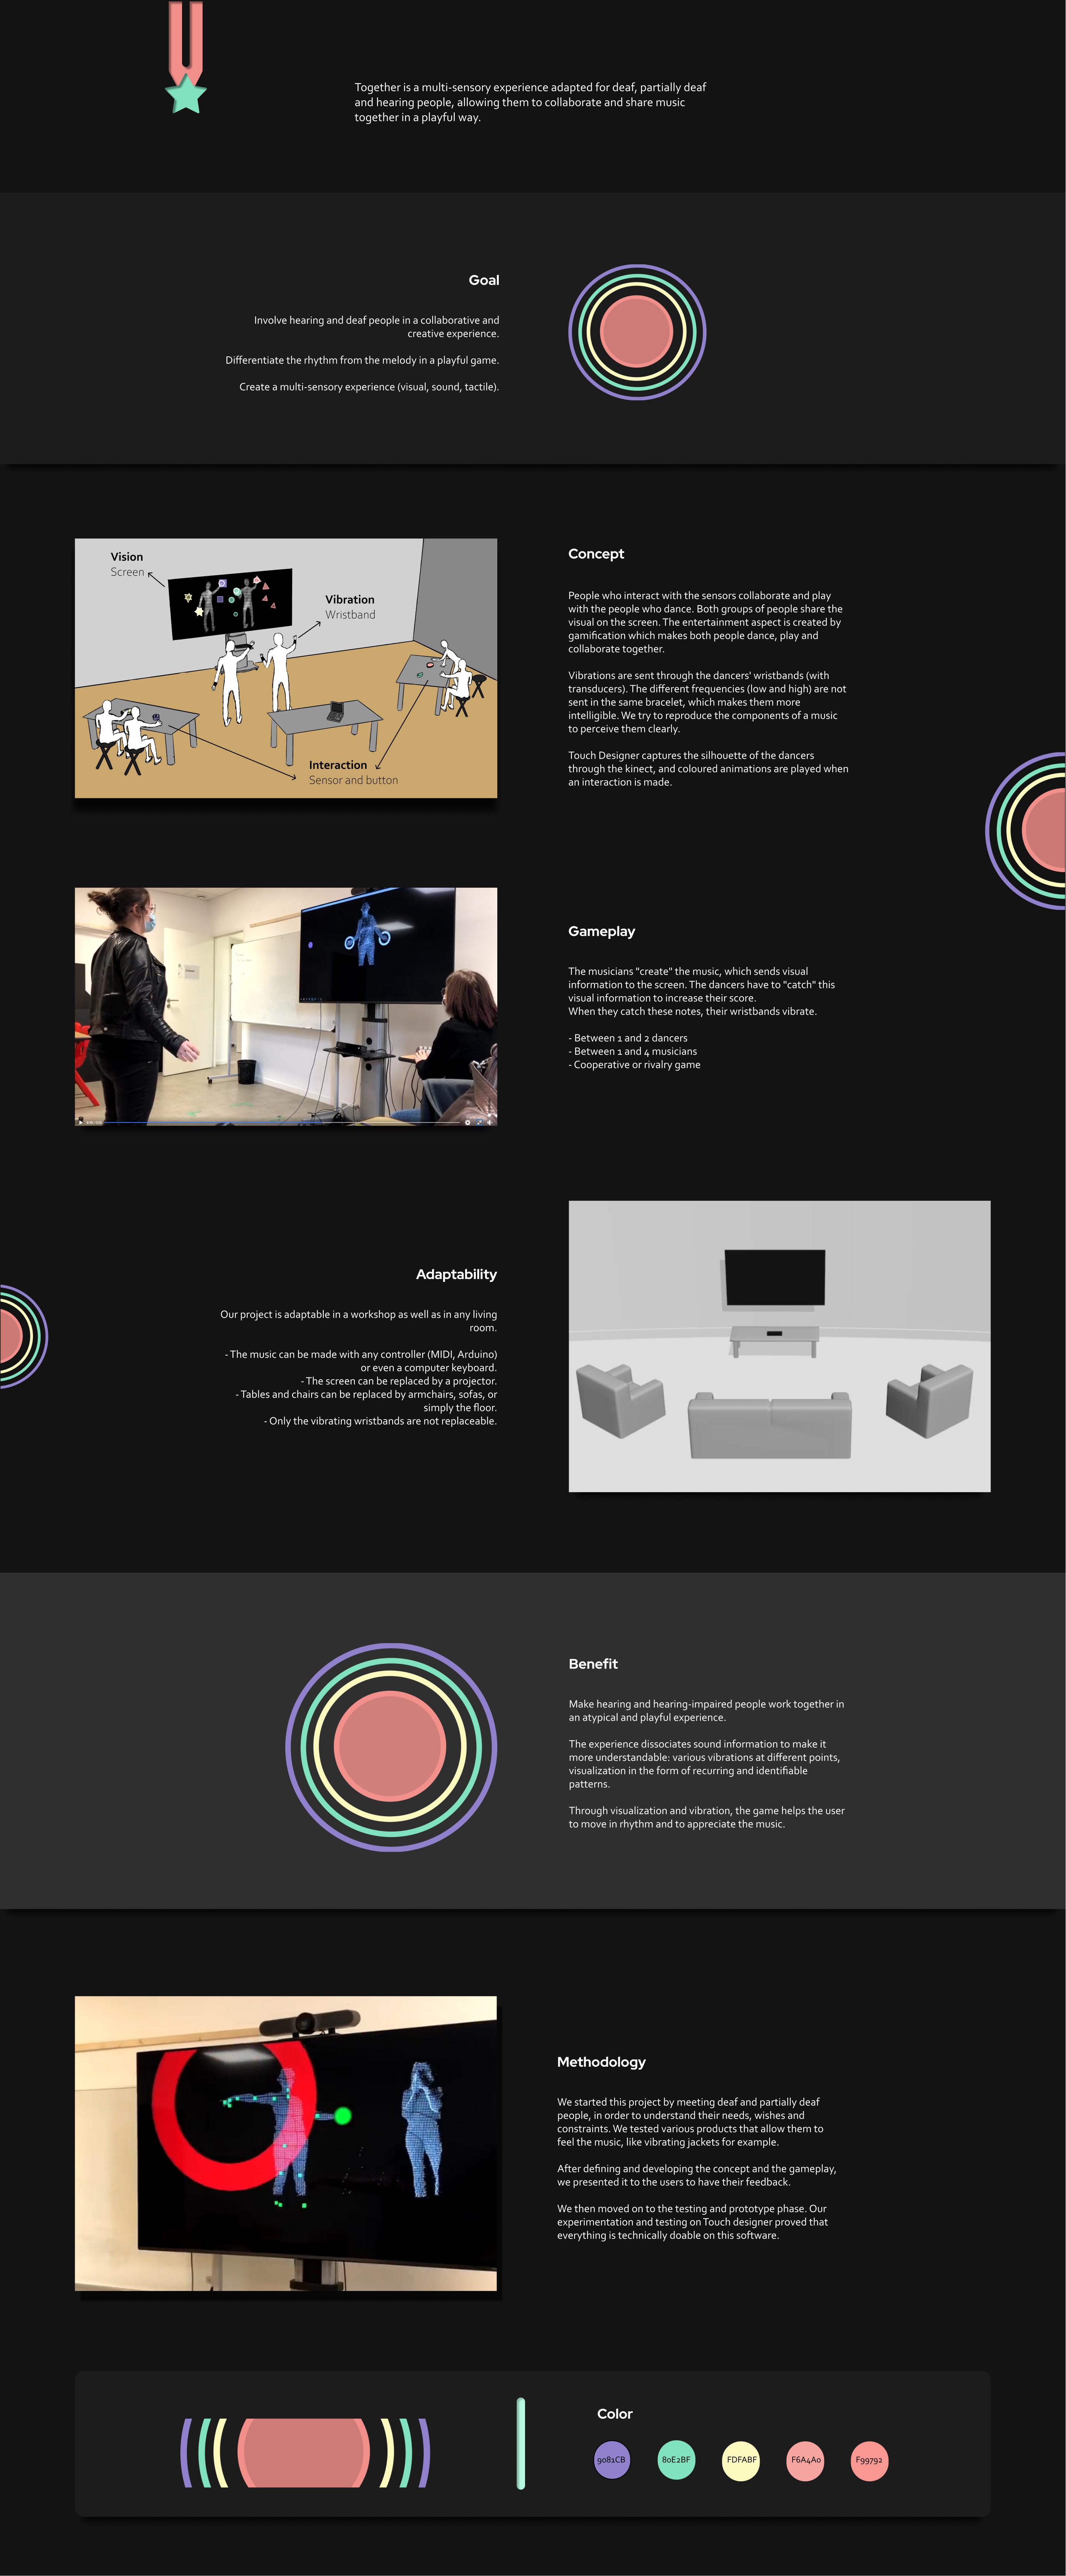 Together is a multi-sensory experience adapted for deaf, partially deaf
and hearing people, allowing them to collaborate and share music
together in a playful way.
Goal
Involve hearing and deaf people in a collaborative and
creative experience.
Differentiate the rhythm from the melody in a playful game.
Create a multi-sensory experience (visual, sound, tactile).
Vision
Screen
Vibration
Wristband
Interaction
Sensor and button
Concept
People who interact with the sensors collaborate and play
with the people who dance. Both groups of people share the
visual on the screen. The entertainment aspect is created by
gamification which makes both people dance, play and
collaborate together.
Vibrations are sent through the dancers' wristbands (with
transducers). The different frequencies (low and high) are not
sent in the same bracelet, which makes them more
intelligible. We try to reproduce the components of a music
to perceive them clearly.
Touch Designer captures the silhouette of the dancers
through the kinect, and coloured animations are played when
an interaction is made.
Gameplay
The musicians "create" the music, which sends visual
information to the screen. The dancers have to "catch" this
visual information to increase their score.
When they catch these notes, their wristbands vibrate.
- Between 1 and 2 dancers
- Between 1 and 4 musicians
- Cooperative or rivalry game
Adaptability
Our project is adaptable in a workshop as well as in any living
room.
- The music can be made with any controller (MIDI, Arduino)
or even a computer keyboard.
- The screen can be replaced by a projector.
- Tables and chairs can be replaced by armchairs, sofas, or
simply the floor.
- Only the vibrating wristbands are not replaceable.
Benefit
Make hearing and hearing-impaired people work together in
an atypical and playful experience.
The experience dissociates sound information to make it
more understandable: various vibrations at different points,
visualization in the form of recurring and identifiable
patterns.
Through visualization and vibration, the game helps the user
to move in rhythm and to appreciate the music.
Methodology
We started this project by meeting deaf and partially deaf
people, in order to understand their needs, wishes and
constraints. We tested various products that allow them to
feel the music, like vibrating jackets for example.
After defining and developing the concept and the gameplay,
we presented it to the users to have their feedback.
We then moved on to the testing and prototype phase. Our
experimentation and testing on Touch designer proved that
everything is technically doable on this software.
Color
9081CB
80E2BF
FDFABF
F6A4A0
F99792